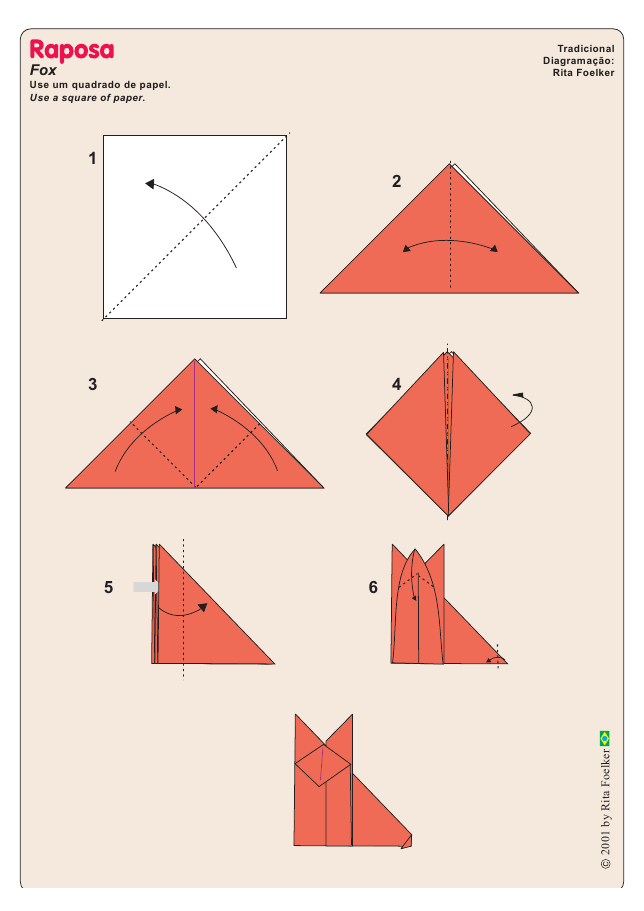 Raposa
Fox
Use um quadrado de papel.
Use a square of paper.
Tradicional
Diagramação:
Rita Foelker
1
2
3
4
5
6
© 2001 by Rita Foelker